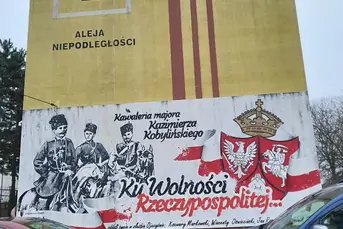 ALEJA
NIEPODLEGŁOŚCI
Kawaleria majora
Kazimierza
Kobylińskiego
Ku Wolności
Rzeczypospolitej...